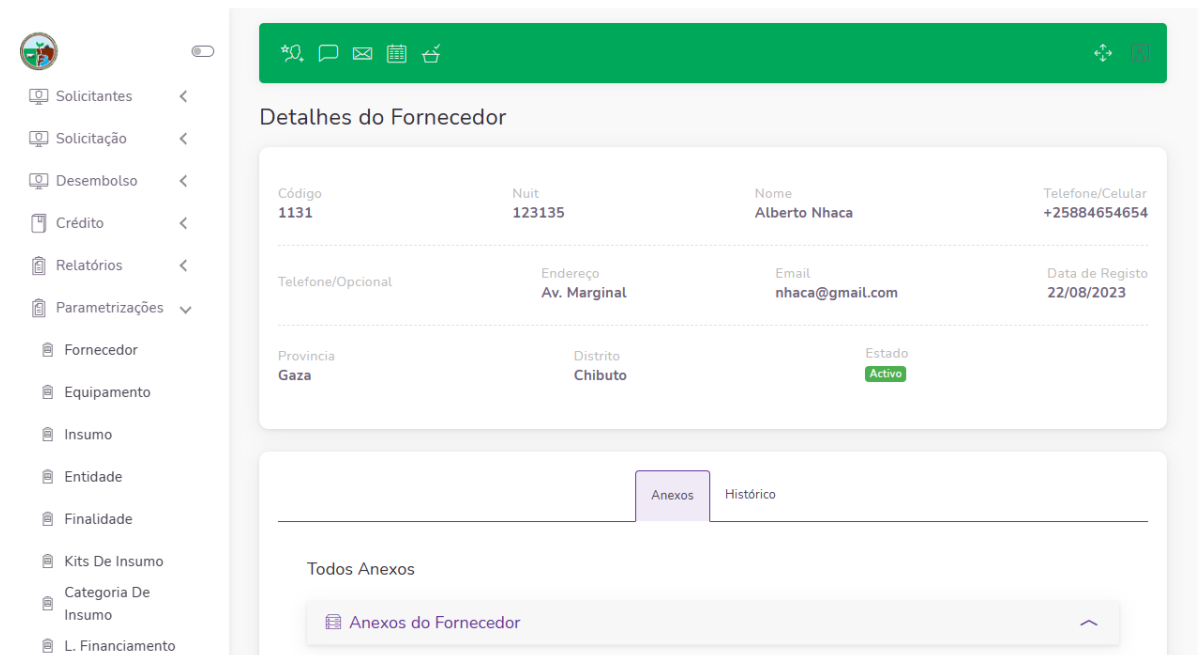 Solicitantes
Solicitação
Desembolso
Crédito
Relatórios
Parametrizações
Fornecedor
Equipamento
Insumo
Entidade
Finalidade
Kits De Insumo
Categoria De
Insumo
L. Financiamento
Detalhes do Fornecedor
Código Nuit Nome Telefone/Celular
1131 123135 Alberto Nhaca +25884654654
Telefone/Opcional Endereço Email Data de Registo
Av. Marginal nhaca@gmail.com 22/08/2023
Provincia Distrito Estado
Gaza Chibuto Activo
Anexos Histórico
Todos Anexos
Anexos do Fornecedor